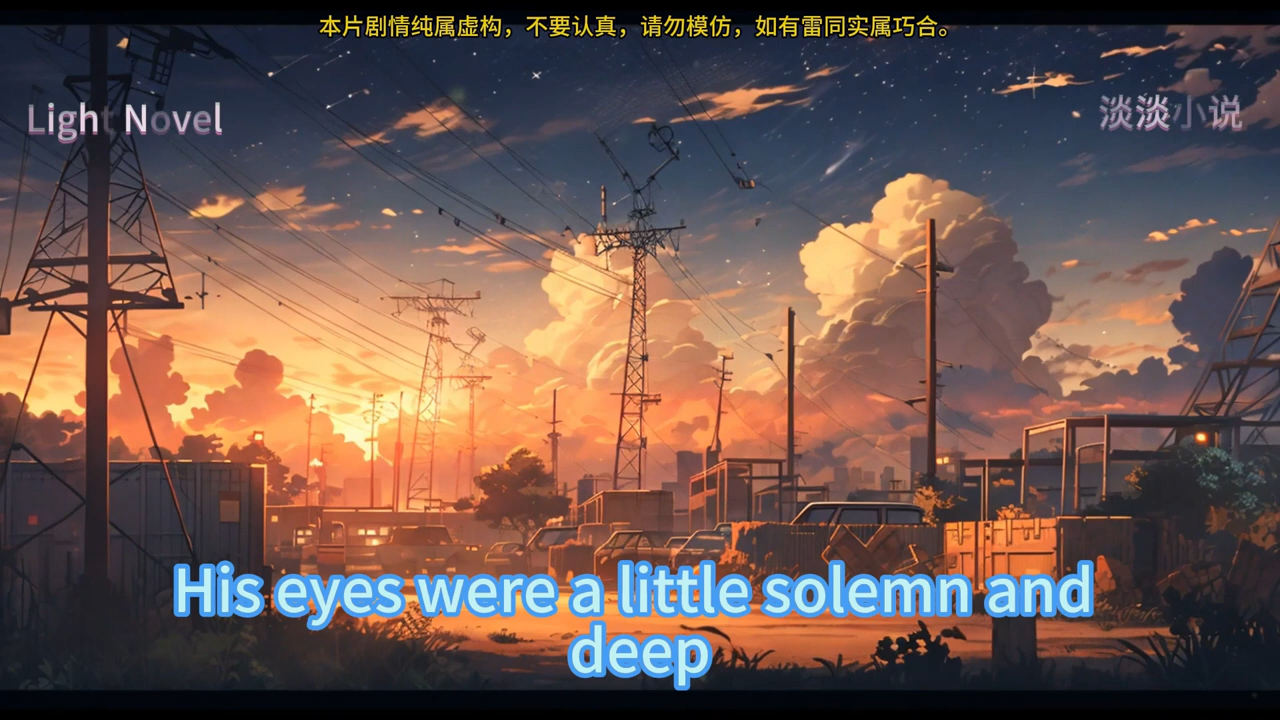 本片剧情纯属虚构，不要认真，请勿模仿，如有雷同实属巧合。
Light Novel
淡淡小说
His eyes were a little solemn and
deep